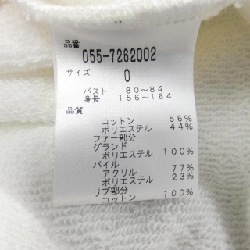 品番
055-7262002
サイズ
0
バスト 80~84
身長 156~164
品質
コットン 56%
ポリエステル 44%
ファー部分
グランド
ポリエステル 100%
パイル
アクリル 77%
ポリエステル 23%
リブ部分
コットン 100%